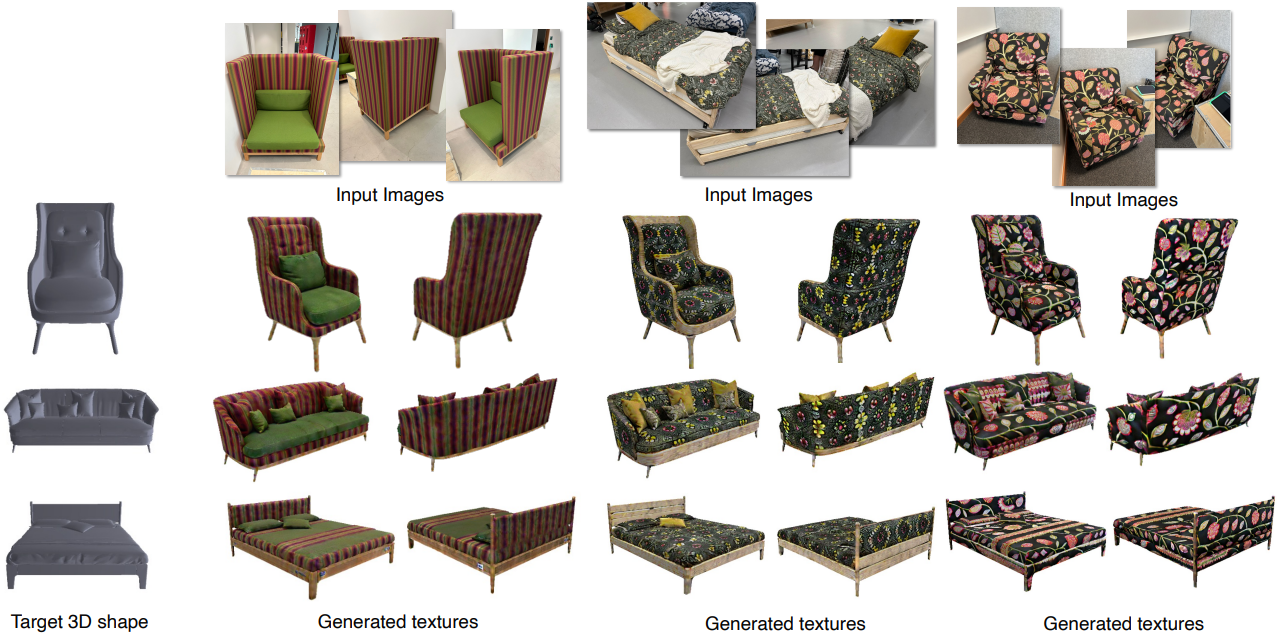 Input Images
Input Images
Input Images
Target 3D shape
Generated textures
Generated textures
Generated textures